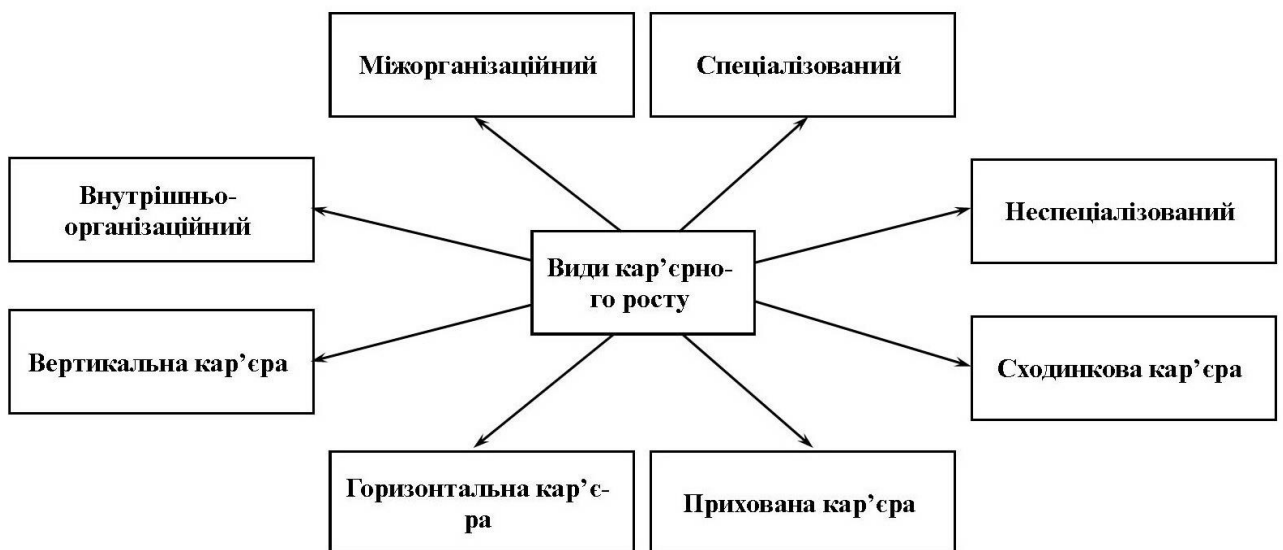 Міжорганізаційний
Спеціалізований
Внутрішньо-
організаційний
Неспеціалізований
Види кар’єрно-
го росту
Вертикальна кар’єра
Сходинкова кар’єра
Горизонтальна кар’є-
ра
Прихована кар’єра